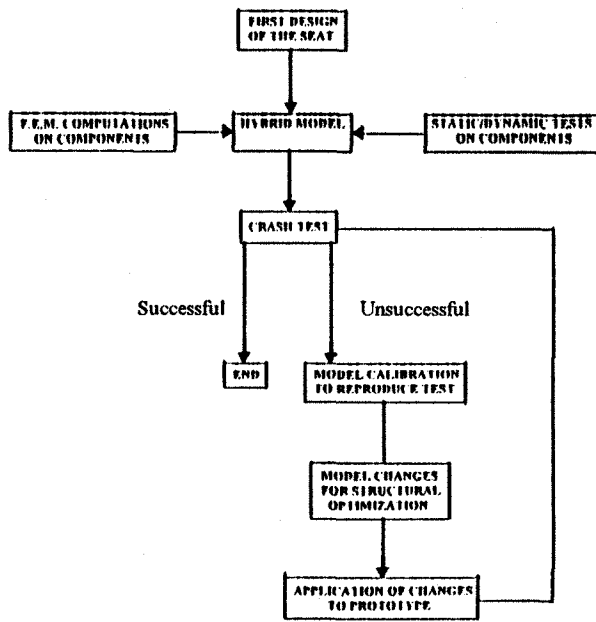 FIRST DESIGN
OF THE SEAT
F.E.M. COMPUTATIONS
ON COMPONENTS
HYBRID MODEL
STATIC/DYNAMIC TESTS
ON COMPONENTS
CRASH TEST
Successful
Unsuccessful
END
MODEL CALIBRATION
TO REPRODUCE TEST
MODEL CHANGES
FOR STRUCTURAL
OPTIMIZATION
APPLICATION OF CHANGES
TO PROTOTYPE